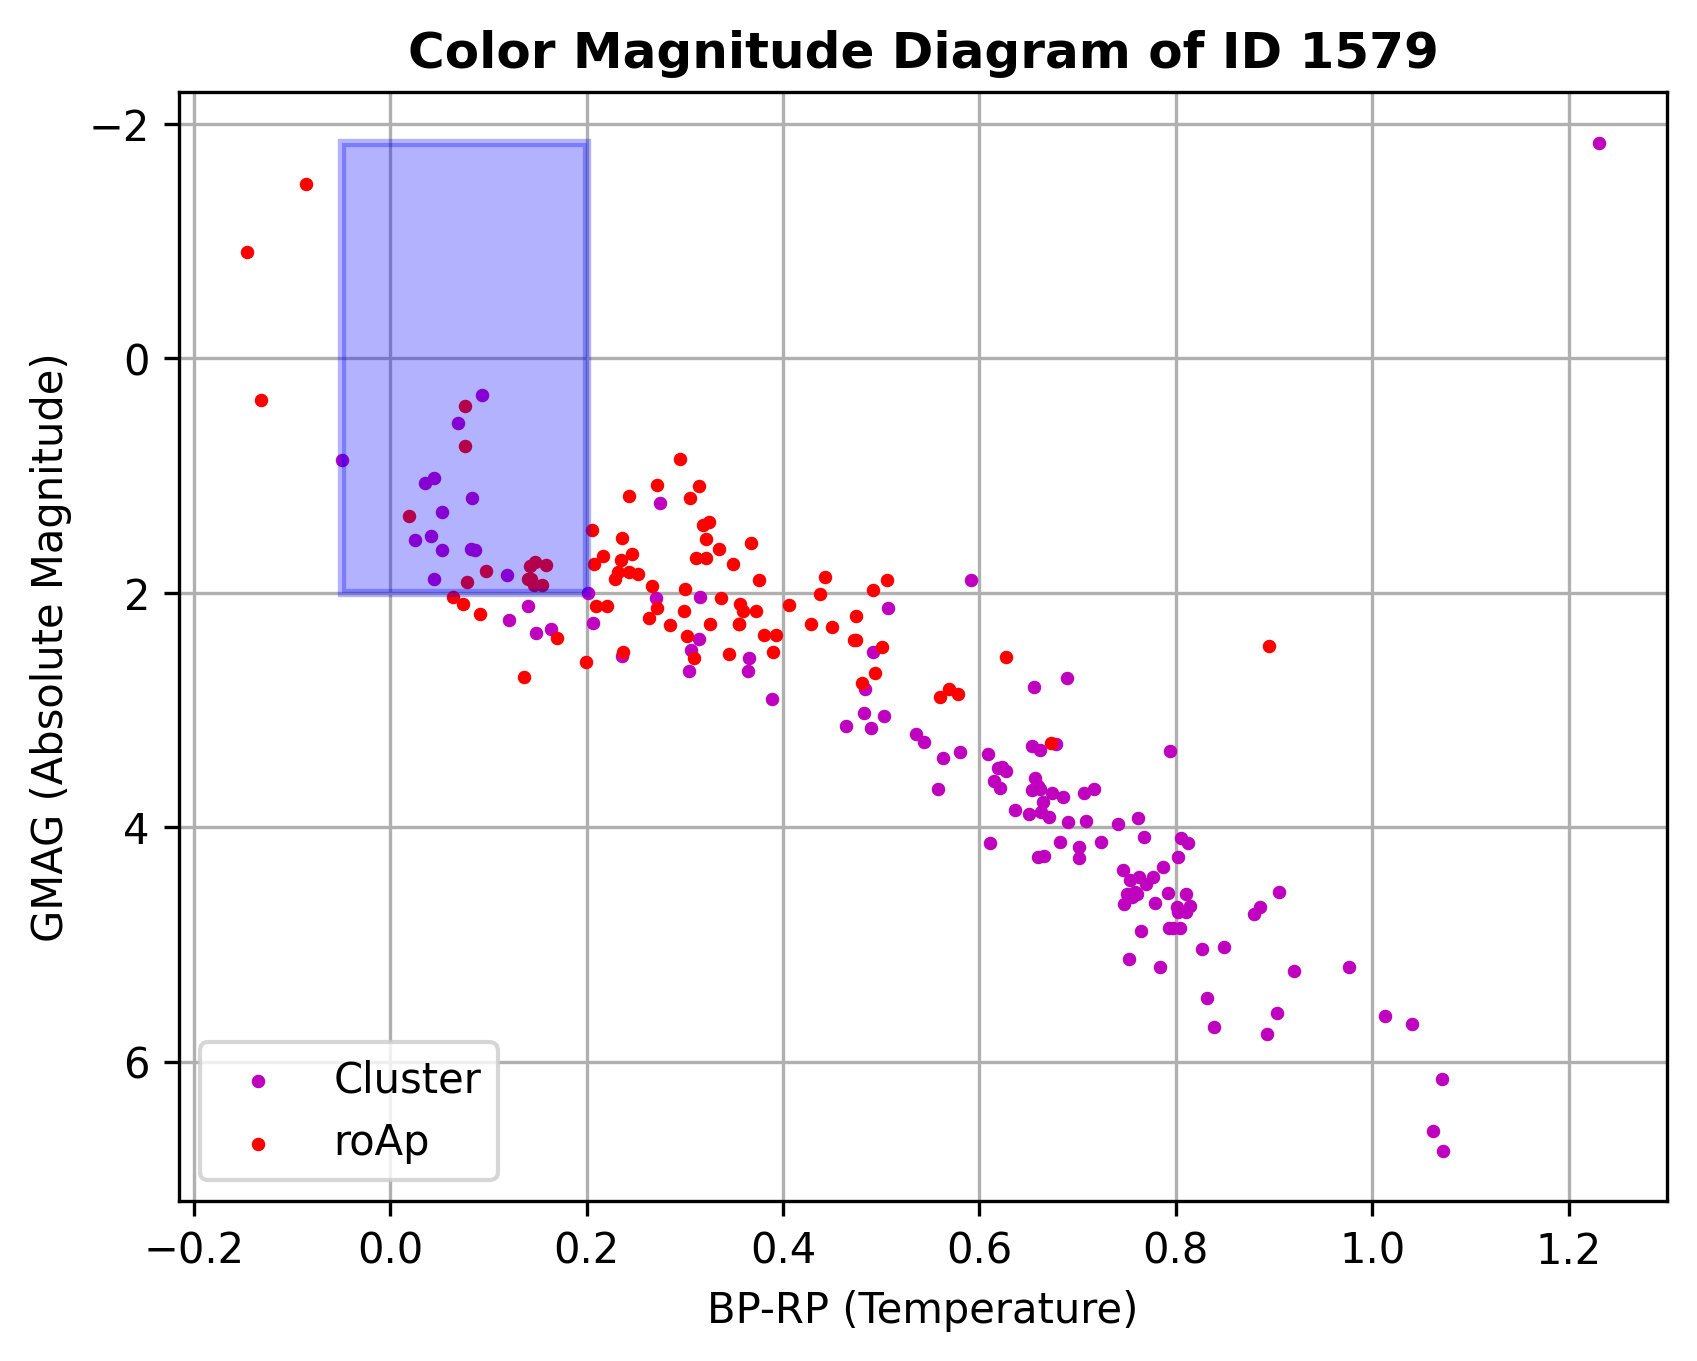 Color Magnitude Diagram of ID 1579
GMAG (Absolute Magnitude)
−2
0
2
4
6
Cluster
roAp
−0.2 0.0 0.2 0.4 0.6 0.8 1.0 1.2
BP-RP (Temperature)